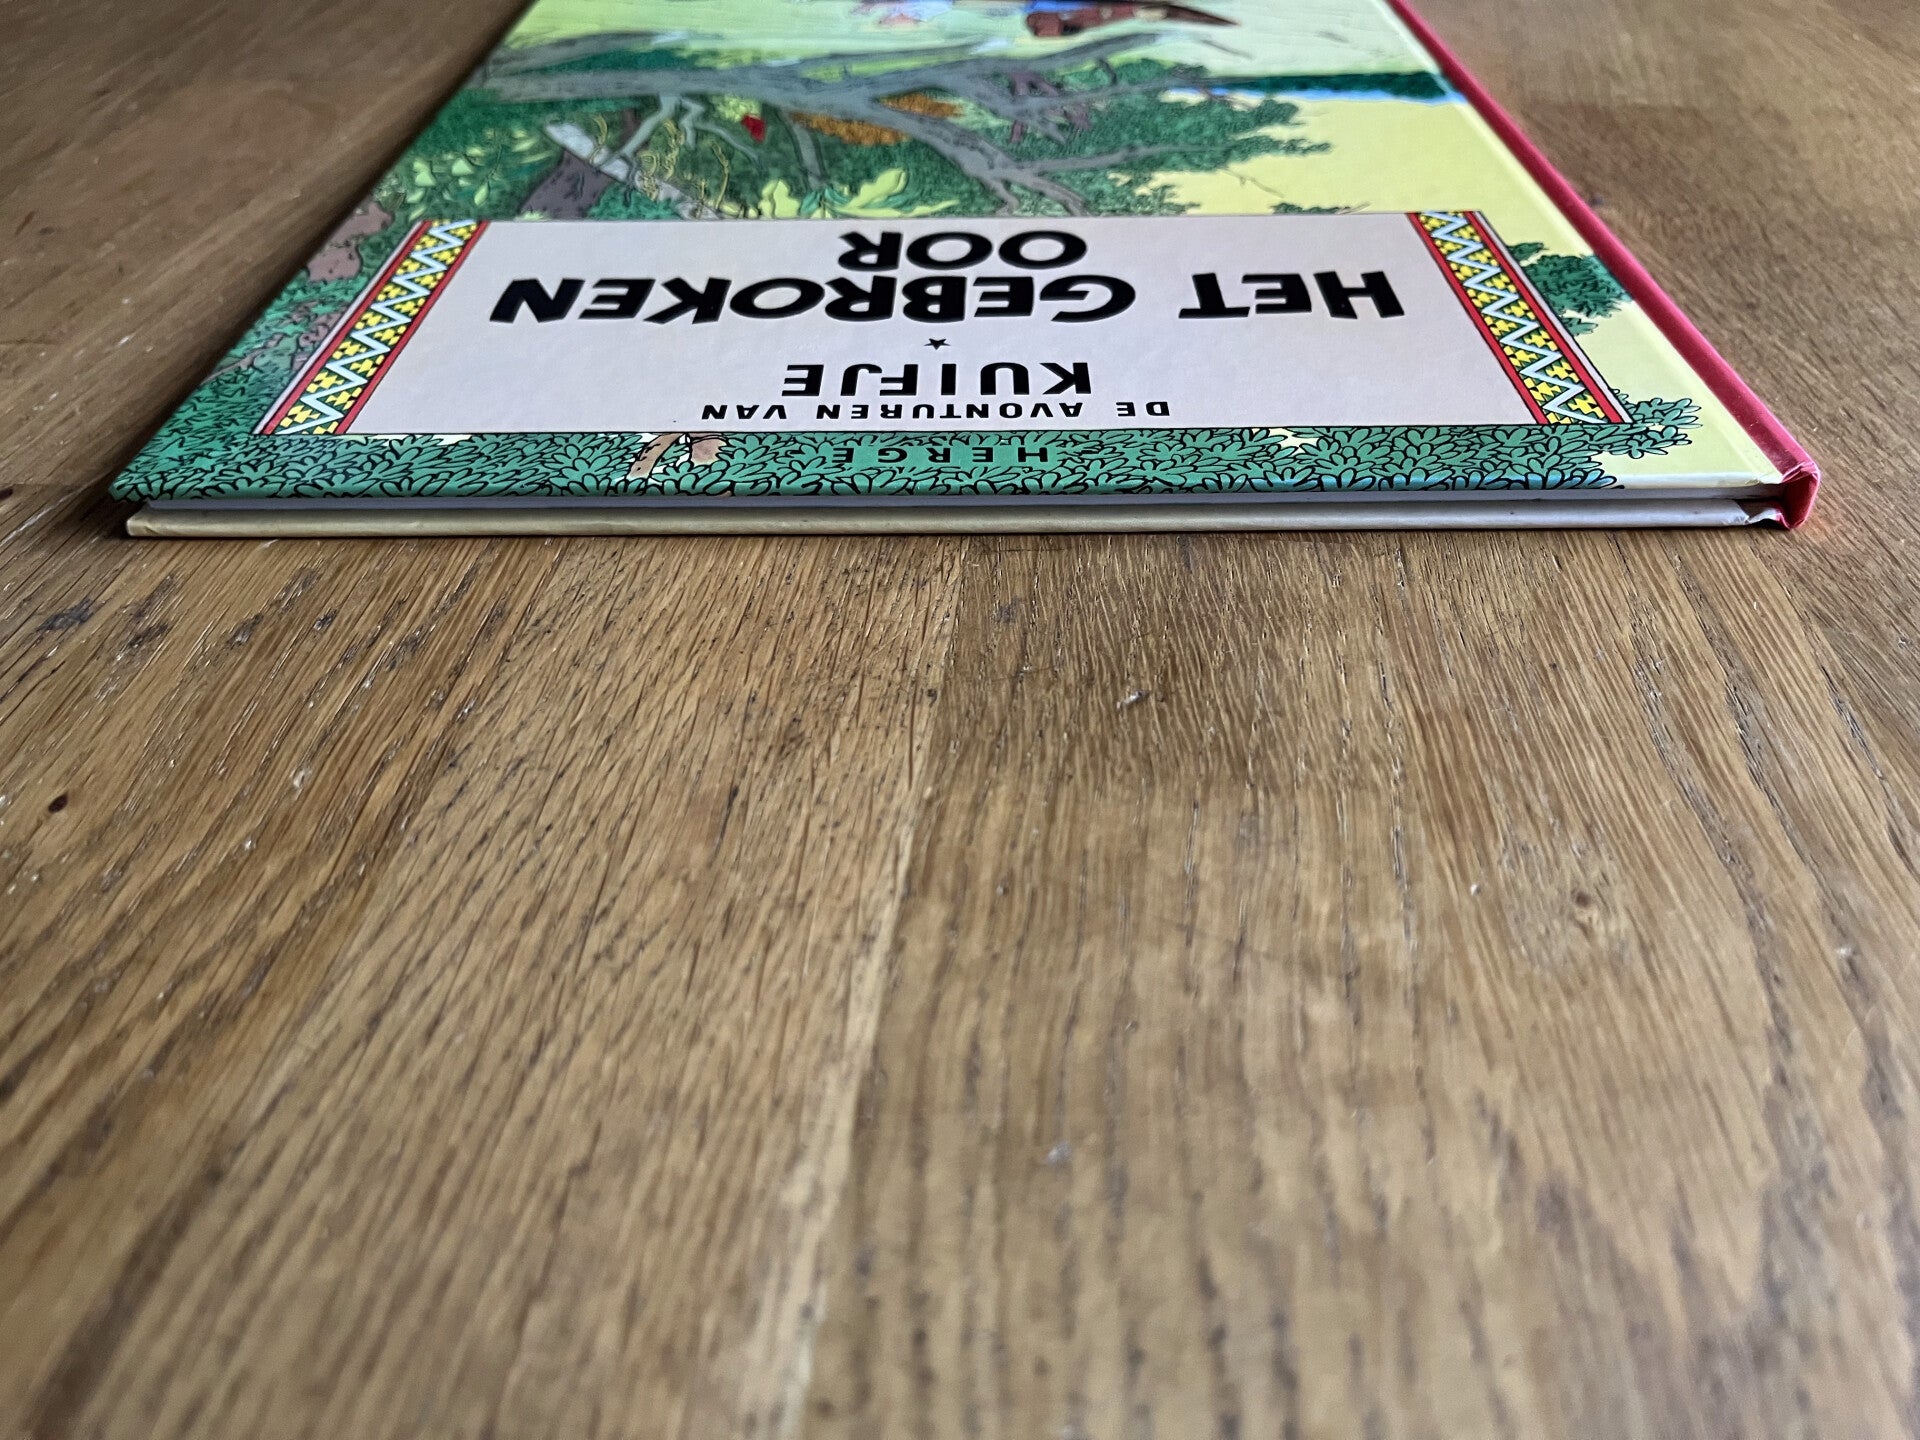 HERGÉ
DE AVONTUREN VAN
KUIFJE
★
HET GEBROKEN
OOR